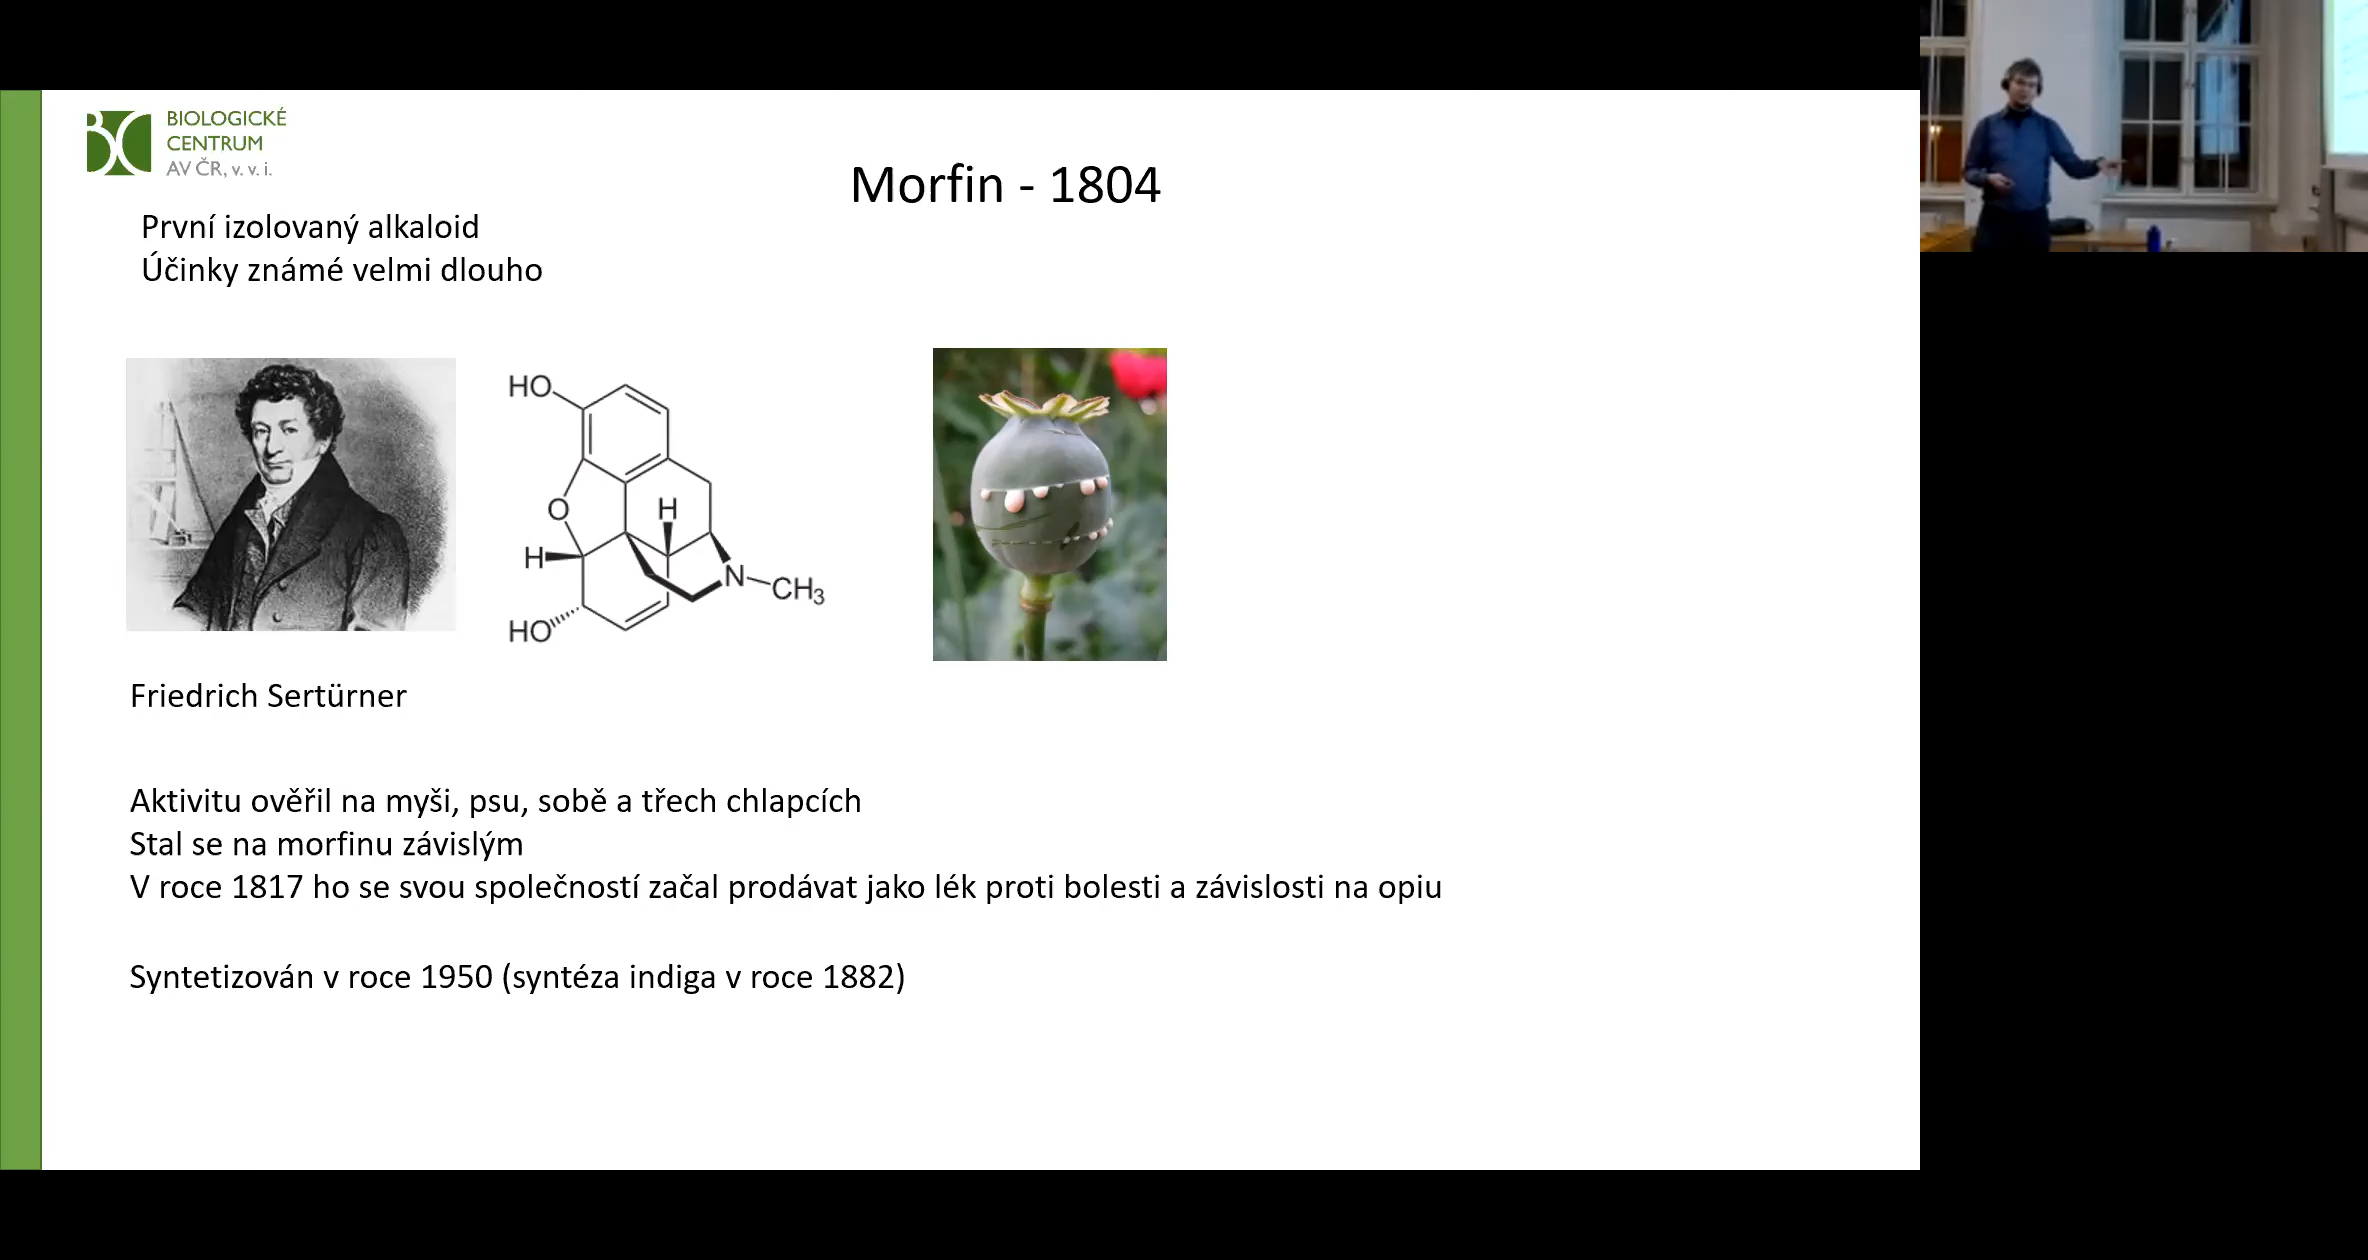 BIOLOGICKÉ
CENTRUM
AV ČR, v. v. i.
Morfin - 1804
První izolovaný alkaloid
Účinky známé velmi dlouho
HO
O
H
H
N
CH3
HO
Friedrich Sertürner
Aktivitu ověřil na myši, psu, sobě a třech chlapcích
Stal se na morfinu závislým
V roce 1817 ho se svou společností začal prodávat jako lék proti bolesti a závislosti na opiu
Syntetizován v roce 1950 (syntéza indiga v roce 1882)